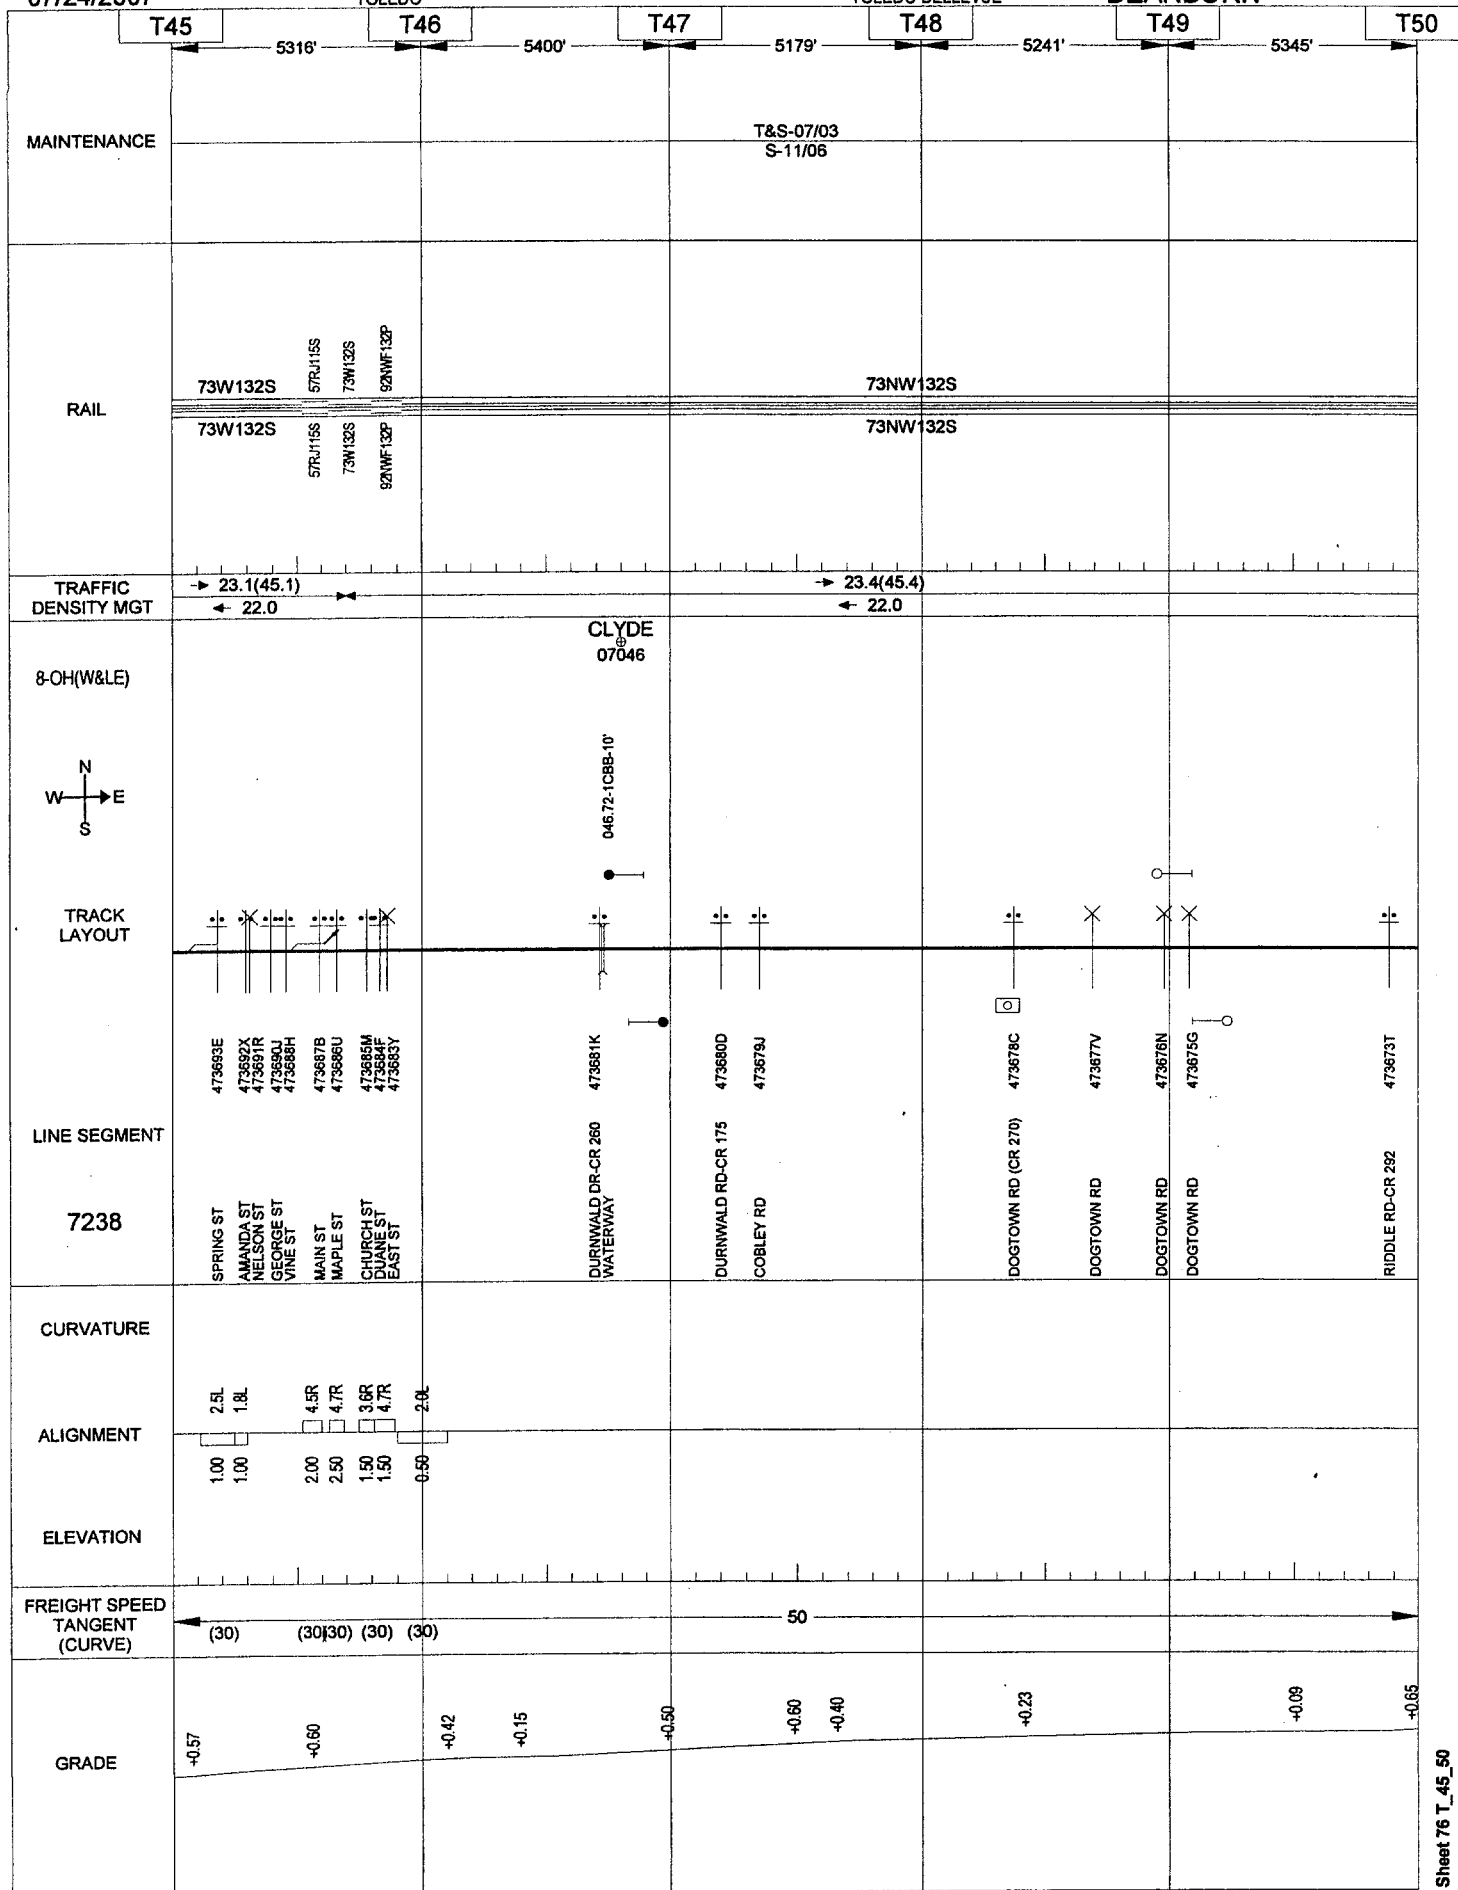 T45 T46 T47 T48 T49 T50
5316' 5400' 5179' 5241' 5345'
MAINTENANCE
T&S-07/03
S-11/06
RAIL
73W132S 57RJ115S 73W132S 92NWF132P 73NW132S
73W132S 57RJ115S 73W132S 92NWF132P 73NW132S
TRAFFIC
DENSITY MGT
23.1(45.1) 23.4(45.4)
22.0 22.0
CLYDE
07046
8-OH(W&LE)
N
W E
S
046.72-1CBB-10'
TRACK
LAYOUT
473693E
473692X
473691R
473690J
473688H
473687B
473686U
473685M
473684F
473683Y
473681K
473680D
473679J
473678C
473677V
473676N
473675G
473673T
LINE SEGMENT
7238
SPRING ST
AMANDA ST
NELSON ST
GEORGE ST
VINE ST
MAIN ST
MAPLE ST
CHURCH ST
DUANE ST
EAST ST
DURNWALD DR-CR 260
WATERWAY
DURNWALD RD-CR 175
COBLEY RD
DOGTOWN RD (CR 270)
DOGTOWN RD
DOGTOWN RD
DOGTOWN RD
RIDDLE RD-CR 292
CURVATURE
2.5L 1.8L 4.5R 4.7R 3.6R 4.7R 2.0L
ALIGNMENT
1.00 1.00 2.00 2.50 1.50 1.50 0.50
ELEVATION
FREIGHT SPEED
TANGENT
(CURVE)
50
(30) (30) (30) (30) (30)
GRADE
+0.57 +0.60 +0.42 +0.15 +0.50 +0.60 +0.40 +0.23 +0.09 +0.65
Sheet 76 T_45_50